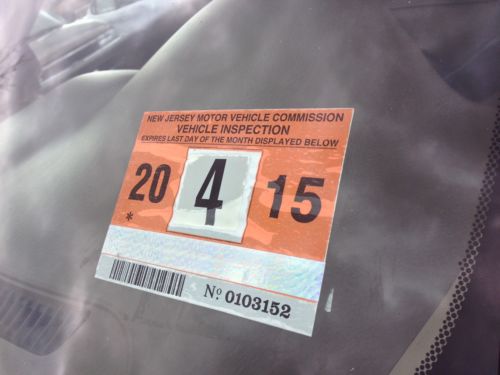 NEW JERSEY MOTOR VEHICLE COMMISSION
VEHICLE INSPECTION
EXPIRES LAST DAY OF THE MONTH DISPLAYED BELOW
20 4 15
*
Nº 0103152